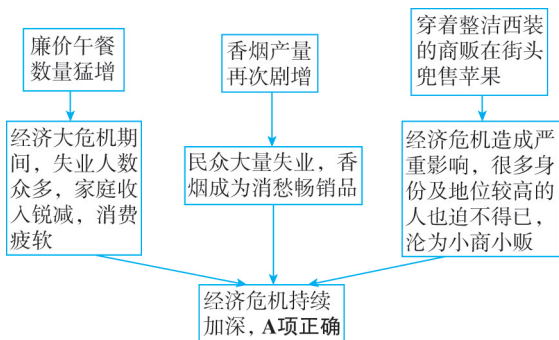 廉价午餐
数量猛增
香烟产量
再次剧增
穿着整洁西装
的商贩在街头
兜售苹果
经济大危机期
间，失业人数
众多，家庭收
入锐减，消费
疲软
民众大量失业，香
烟成为消愁畅销品
经济危机造成严
重影响，很多身
份及地位较高的
人也迫不得已，
沦为小商小贩
经济危机持续
加深，A项正确